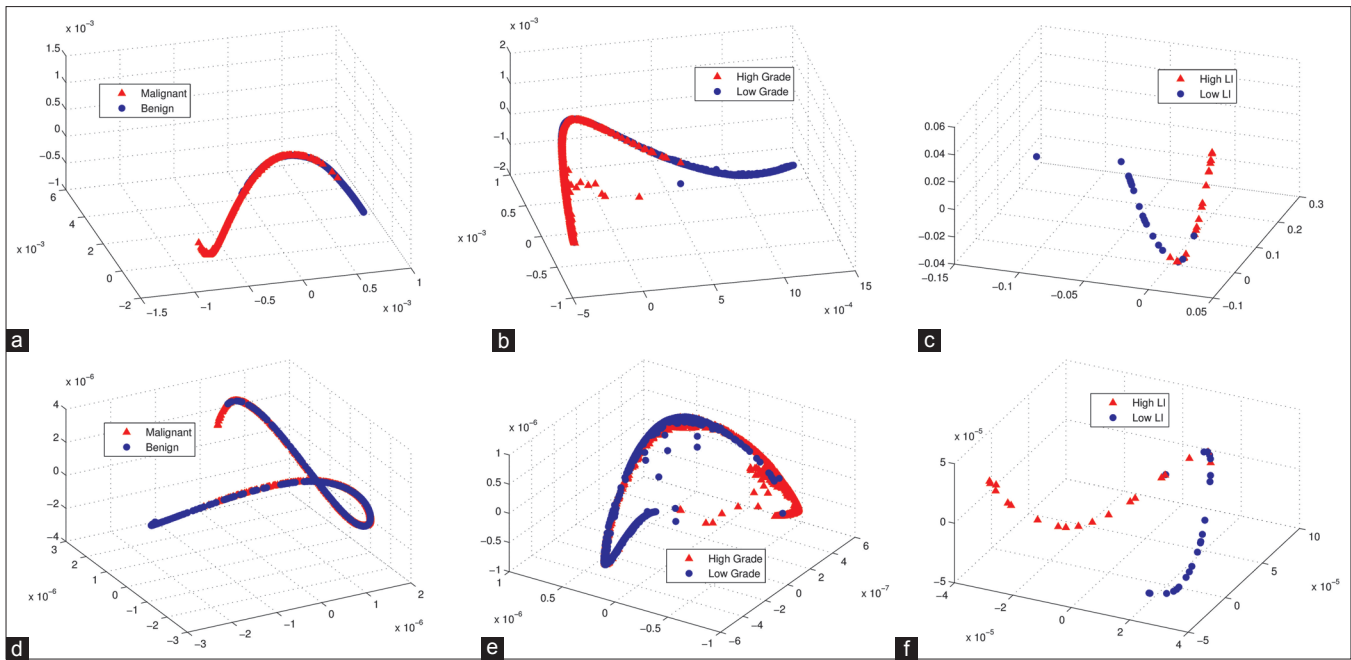 x 10⁻³
1.5
1
0.5
0
−0.5
−1
6
4
2
0
−2
x 10⁻³
−1.5
−1
−0.5
0
0.5
1
x 10⁻³
Malignant
Benign
a
x 10⁻³
2
1
0
−1
−2
1
0.5
0
−0.5
−1
x 10⁻³
−5
0
5
10
15
x 10⁻⁴
High Grade
Low Grade
b
0.06
0.04
0.02
0
−0.02
−0.04
−0.15
−0.1
−0.05
0
0.05
−0.1
0
0.1
0.2
0.3
High LI
Low LI
c
x 10⁻⁶
4
2
0
−2
−4
3
2
1
0
−1
−2
−3
x 10⁻⁶
−3
−2
−1
0
1
2
x 10⁻⁶
Malignant
Benign
d
x 10⁻⁶
1
0.5
0
−0.5
−1
1
0.5
0
−0.5
−1
x 10⁻⁶
−6
−4
−2
0
2
4
6
x 10⁻⁷
High Grade
Low Grade
e
x 10⁻⁵
5
0
−5
−4
−2
0
2
4
x 10⁻⁵
−5
0
5
10
x 10⁻⁵
High LI
Low LI
f